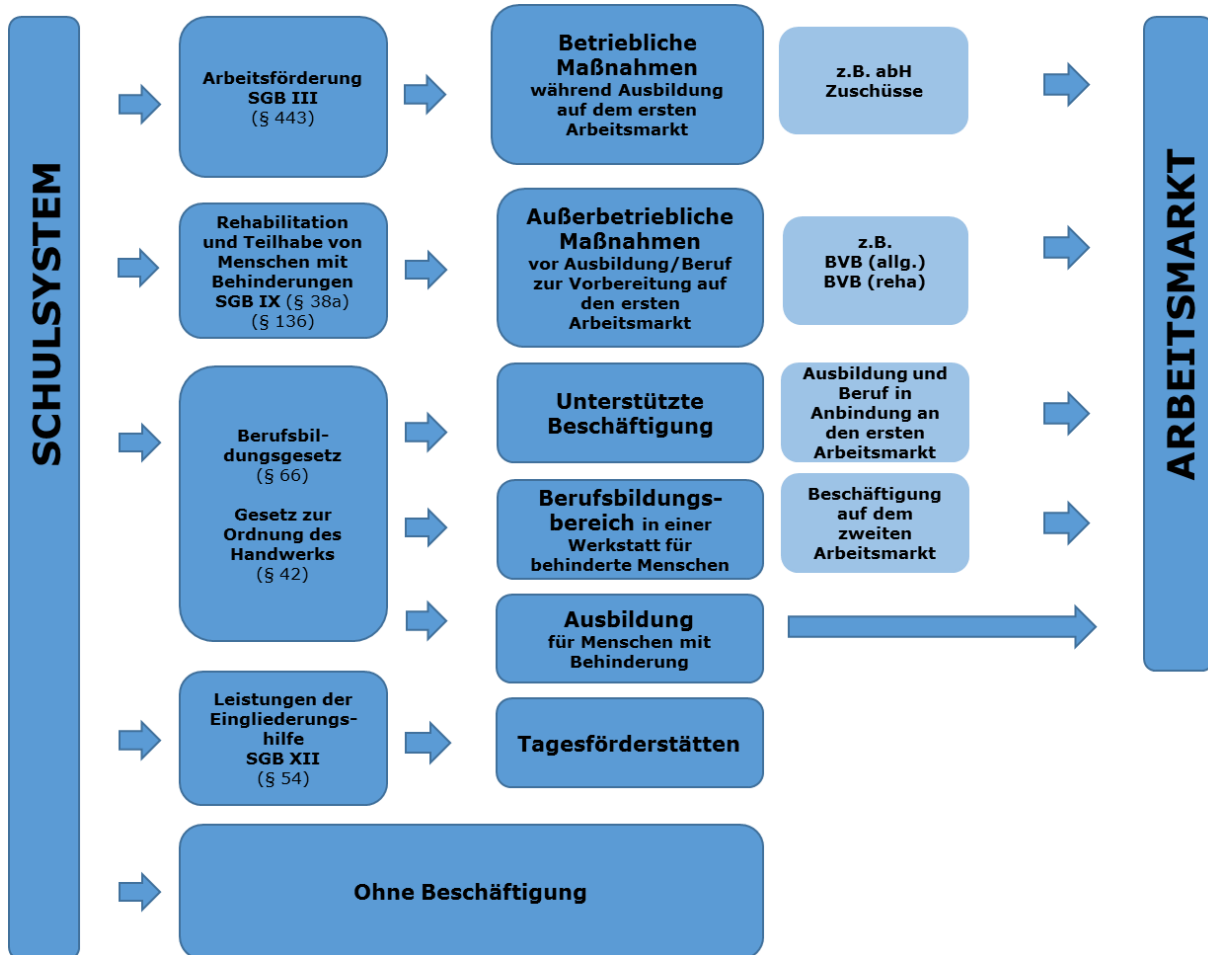 SCHULSYSTEM
Arbeitsförderung
SGB III
(§ 443)
Betriebliche
Maßnahmen
während Ausbildung
auf dem ersten
Arbeitsmarkt
z.B. abH
Zuschüsse
Rehabilitation
und Teilhabe von
Menschen mit
Behinderungen
SGB IX (§ 38a)
(§ 136)
Außerbetriebliche
Maßnahmen
vor Ausbildung/Beruf
zur Vorbereitung auf
den ersten
Arbeitsmarkt
z.B.
BVB (allg.)
BVB (reha)
Berufsbil-
dungsgesetz
(§ 66)
Gesetz zur
Ordnung des
Handwerks
(§ 42)
Unterstützte
Beschäftigung
Ausbildung und
Beruf in
Anbindung an
den ersten
Arbeitsmarkt
Berufsbildungs-
bereich in einer
Werkstatt für
behinderte Menschen
Beschäftigung
auf dem
zweiten
Arbeitsmarkt
Ausbildung
für Menschen mit
Behinderung
Leistungen der
Eingliederungs-
hilfe
SGB XII
(§ 54)
Tagesförderstätten
Ohne Beschäftigung
ARBEITSMARKT